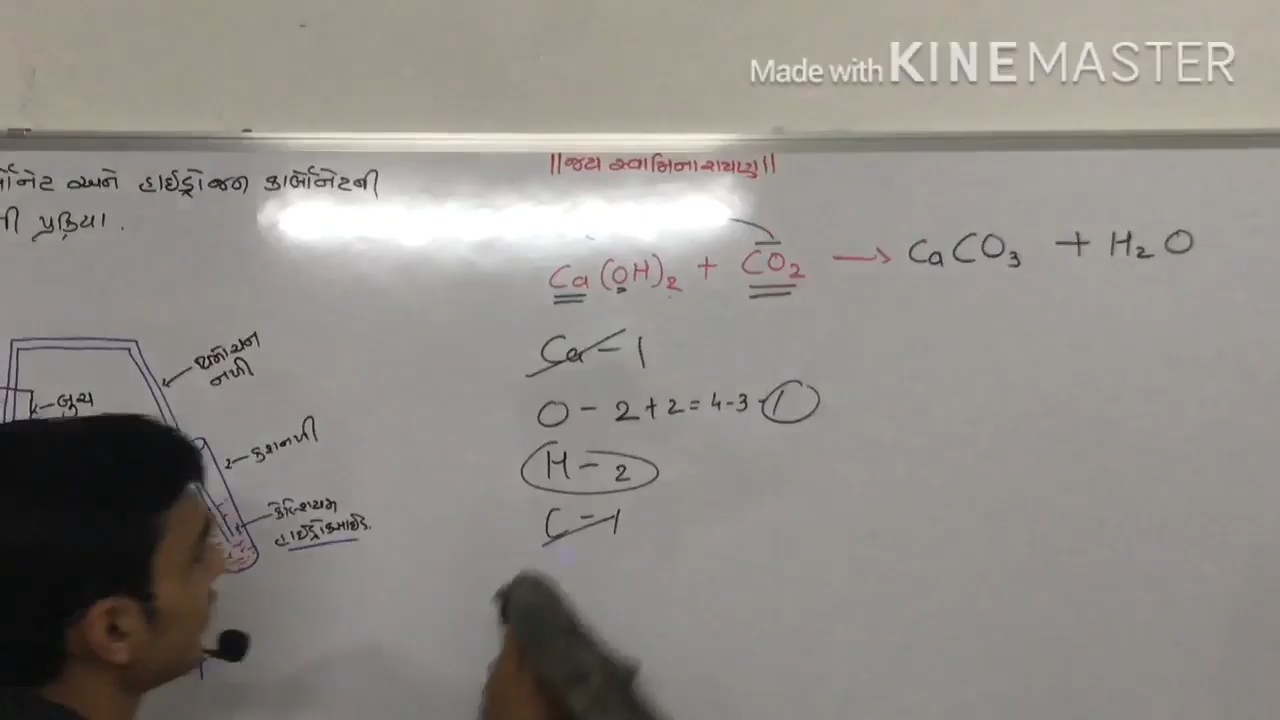 Made with KINEMASTER
||જય સ્વામિનારાયણ||
ર્બોનેટ અને હાઈડ્રોજન કાર્બોનેટની
ની પ્રક્રિયા.
Ca(OH)₂ + CO₂ → CaCO₃ + H₂O
Ca - 1
O - 2 + 2 = 4 - 3 - 1
H - 2
C - 1
નળી
બૂચ
કસનળી
કેલ્શિયમ
હાઈડ્રોક્સાઈડ.